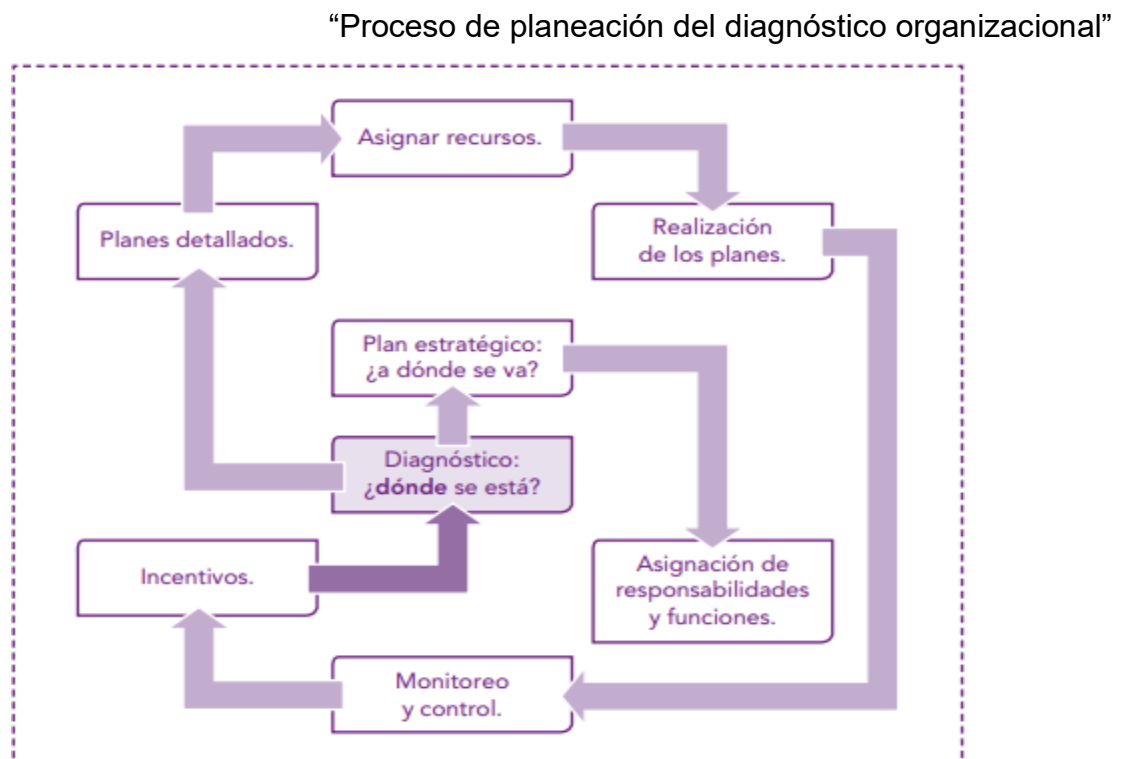 “Proceso de planeación del diagnóstico organizacional”
Asignar recursos.
Planes detallados.
Realización
de los planes.
Plan estratégico:
¿a dónde se va?
Diagnóstico:
¿dónde se está?
Incentivos.
Asignación de
responsabilidades
y funciones.
Monitoreo
y control.